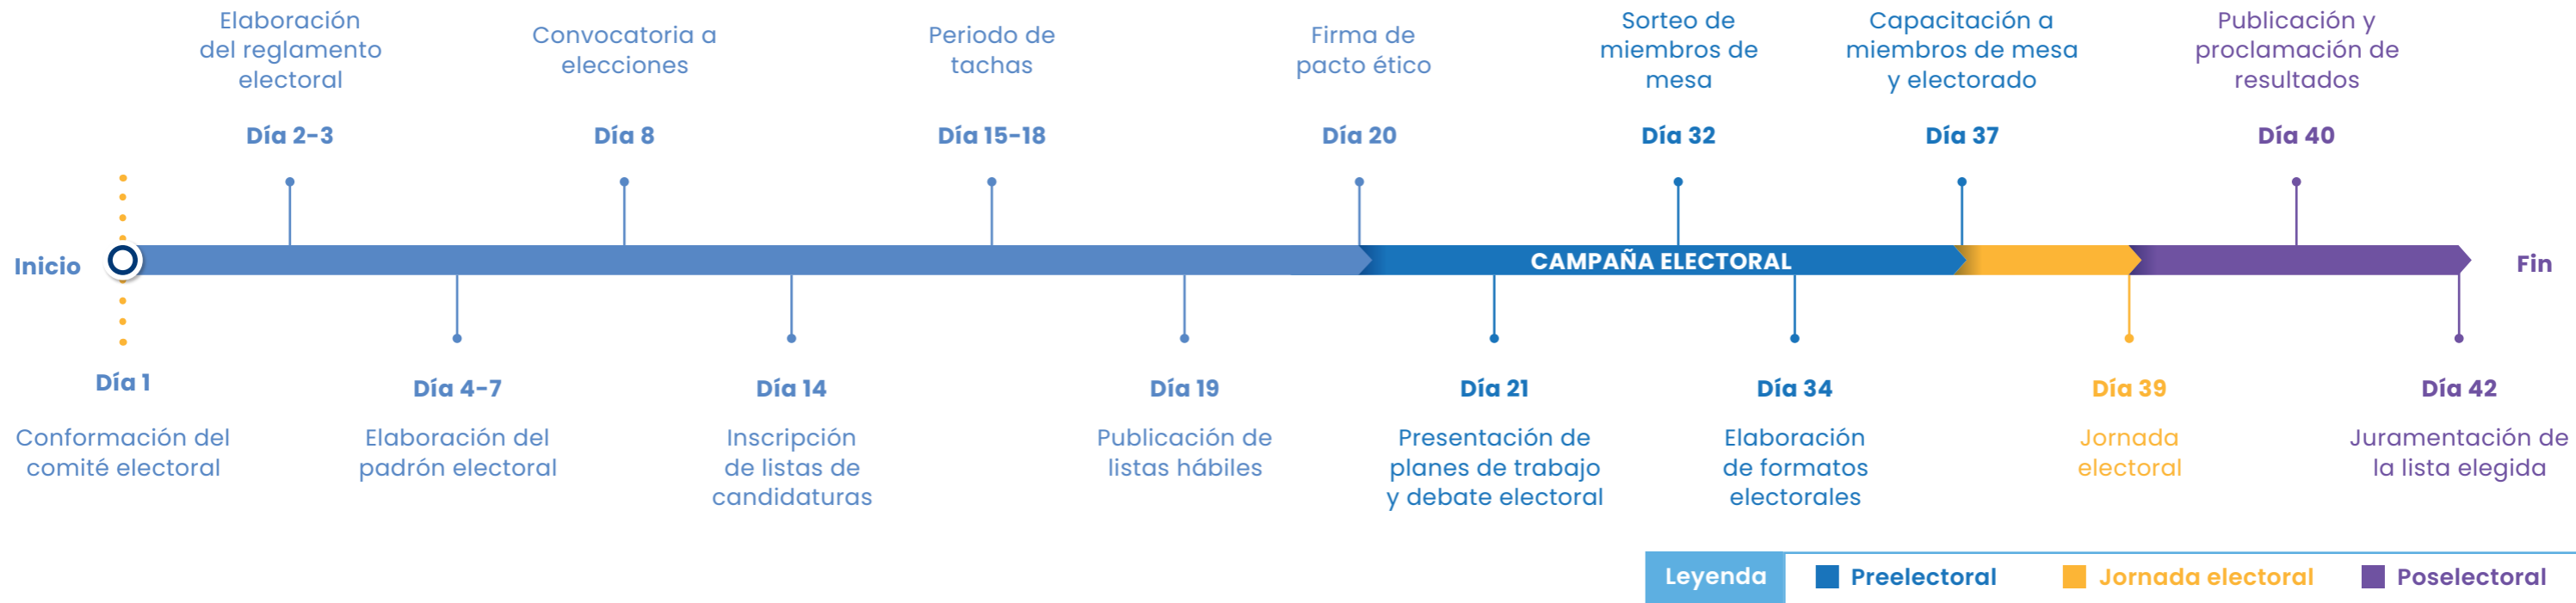 Elaboración
del reglamento
electoral
Día 2-3
Convocatoria a
elecciones
Día 8
Periodo de
tachas
Día 15-18
Firma de
pacto ético
Día 20
Sorteo de
miembros de
mesa
Día 32
Capacitación a
miembros de mesa
y electorado
Día 37
Publicación y
proclamación de
resultados
Día 40
Inicio
CAMPAÑA ELECTORAL
Fin
Día 1
Conformación del
comité electoral
Día 4-7
Elaboración del
padrón electoral
Día 14
Inscripción
de listas de
candidaturas
Día 19
Publicación de
listas hábiles
Día 21
Presentación de
planes de trabajo
y debate electoral
Día 34
Elaboración
de formatos
electorales
Día 39
Jornada
electoral
Día 42
Juramentación de
la lista elegida
Leyenda
Preelectoral
Jornada electoral
Poselectoral